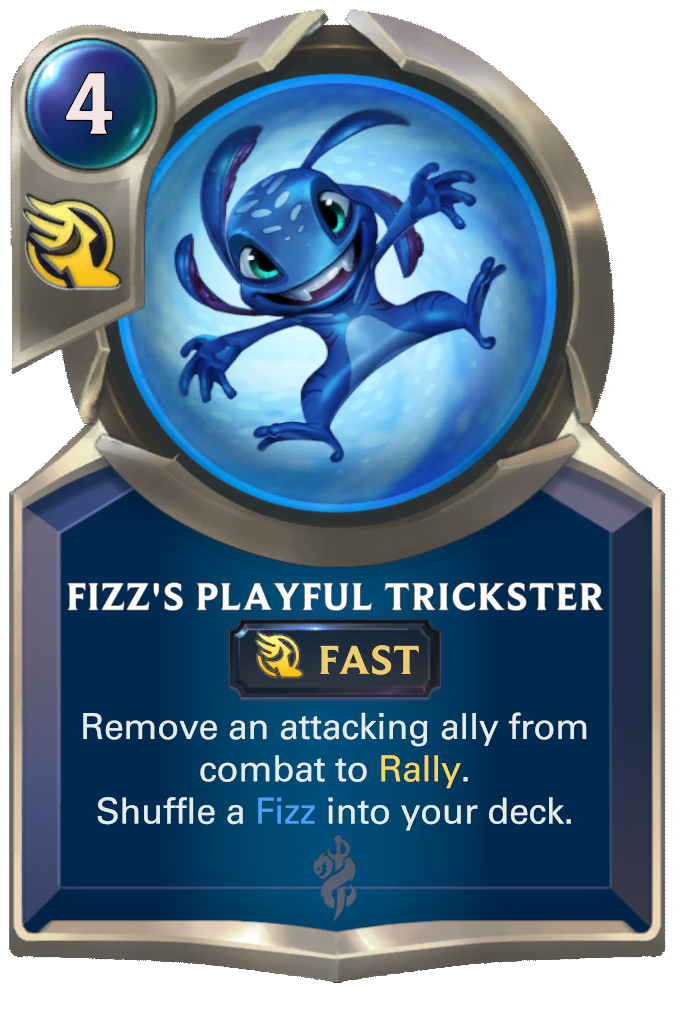 4
FIZZ'S PLAYFUL TRICKSTER
FAST
Remove an attacking ally from
combat to Rally.
Shuffle a Fizz into your deck.